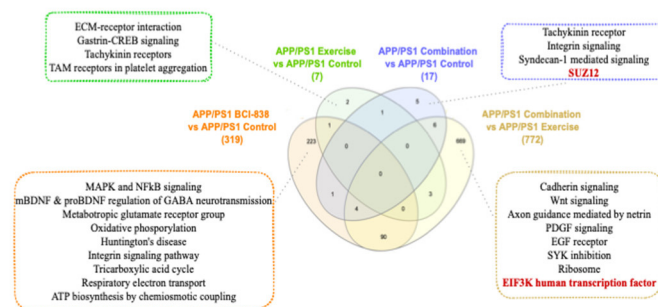 ECM-receptor interaction
Gastrin-CREB signaling
Tachykinin receptors
TAM receptors in platelet aggregation
APP/PS1 Exercise
vs APP/PS1 Control
(7)
APP/PS1 Combination
vs APP/PS1 Control
(17)
Tachykinin receptor
Integrin signaling
Syndecan-1 mediated signaling
SUZ12
APP/PS1 BCI-838
vs APP/PS1 Control
(319)
APP/PS1 Combination
vs APP/PS1 Exercise
(772)
2
5
1
1
6
223
0
0
669
0
1
3
4
0
90
MAPK and NFkB signaling
mBDNF & proBDNF regulation of GABA neurotransmission
Metabotropic glutamate receptor group
Oxidative phosporylation
Huntington's disease
Integrin signaling pathway
Tricarboxylic acid cycle
Respiratory electron transport
ATP biosynthesis by chemiosmotic coupling
Cadherin signaling
Wnt signaling
Axon guidance mediated by netrin
PDGF signaling
EGF receptor
SYK inhibition
Ribosome
EIF3K human transcription factor